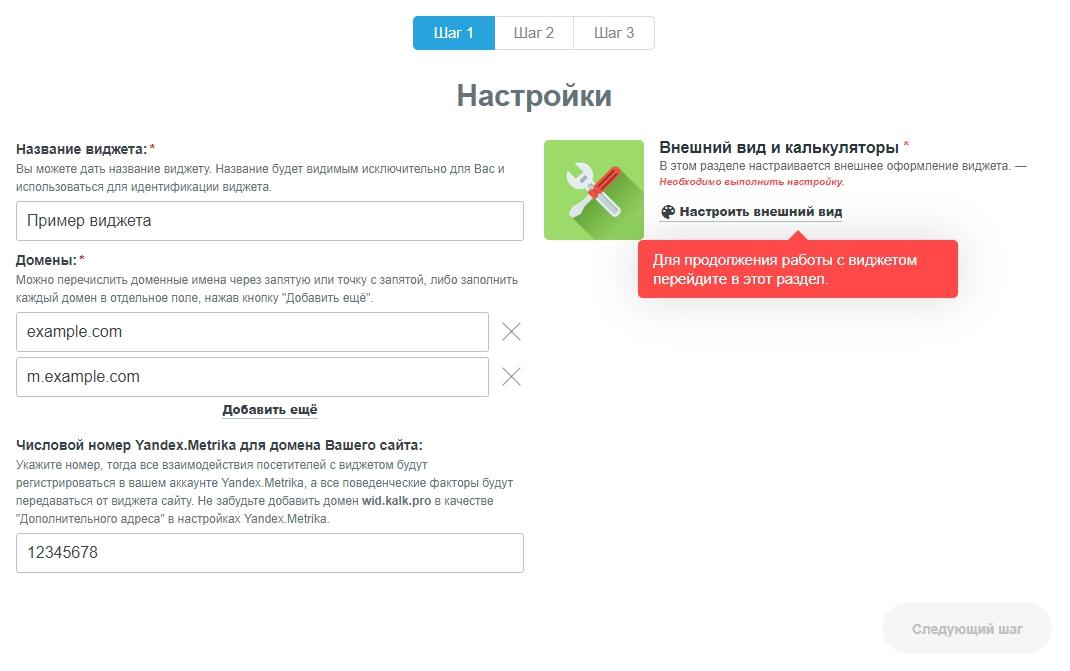 Шаг 1
Шаг 2
Шаг 3
Настройки
Название виджета: *
Вы можете дать название виджету. Название будет видимым исключительно для Вас и
использоваться для идентификации виджета.
Пример виджета
Домены: *
Можно перечислить доменные имена через запятую или точку с запятой, либо заполнить
каждый домен в отдельное поле, нажав кнопку "Добавить ещё".
example.com
m.example.com
Добавить ещё
Числовой номер Yandex.Metrika для домена Вашего сайта:
Укажите номер, тогда все взаимодействия посетителей с виджетом будут
регистрироваться в вашем аккаунте Yandex.Metrika, а все поведенческие факторы будут
передаваться от виджета сайту. Не забудьте добавить домен wid.kalk.pro в качестве
"Дополнительного адреса" в настройках Yandex.Metrika.
12345678
Внешний вид и калькуляторы *
В этом разделе настраивается внешнее оформление виджета. —
Необходимо выполнить настройку.
Настроить внешний вид
Для продолжения работы с виджетом
перейдите в этот раздел.
Следующий шаг